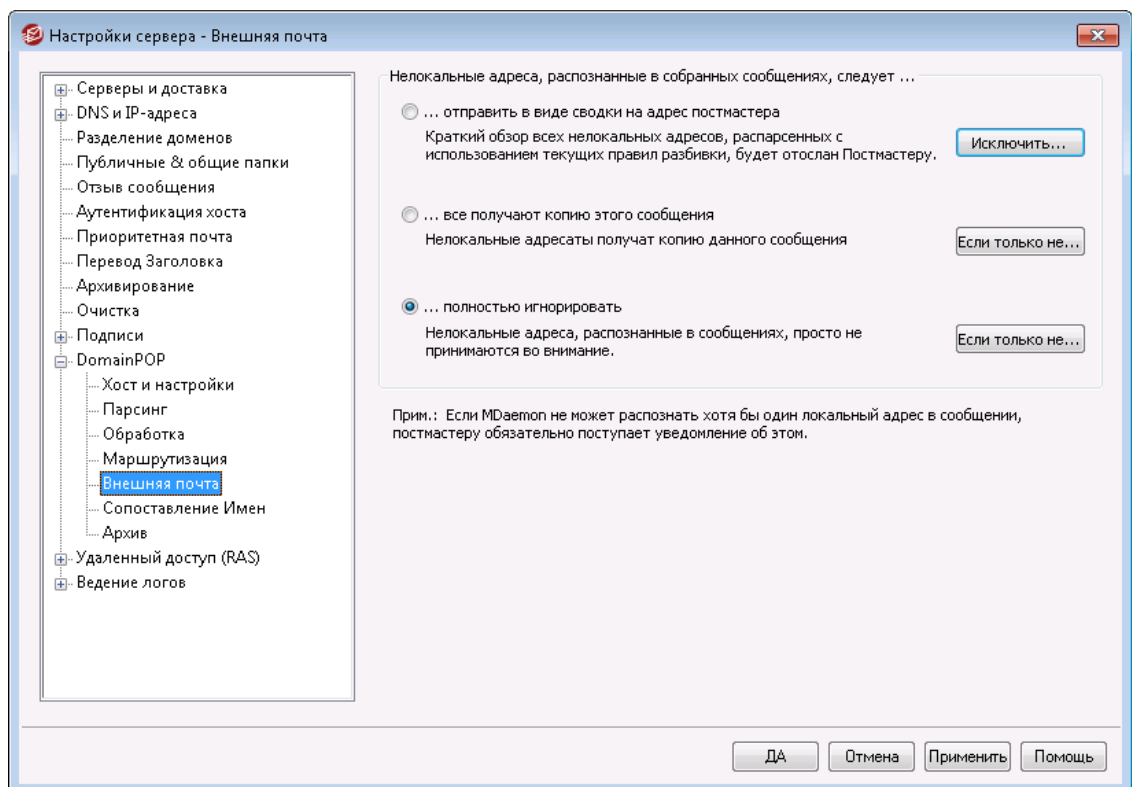 Настройки сервера - Внешняя почта
Серверы и доставка
DNS и IP-адреса
Разделение доменов
Публичные & общие папки
Отзыв сообщения
Аутентификация хоста
Приоритетная почта
Перевод Заголовка
Архивирование
Очистка
Подписи
DomainPOP
Хост и настройки
Парсинг
Обработка
Маршрутизация
Внешняя почта
Сопоставление Имен
Архив
Удаленный доступ (RAS)
Ведение логов
Нелокальные адреса, распознанные в собранных сообщениях, следует ...
... отправить в виде сводки на адрес постмастера
Краткий обзор всех нелокальных адресов, распарсенных с
использованием текущих правил разбивки, будет отослан Постмастеру.
Исключить...
... все получают копию этого сообщения
Нелокальные адресаты получат копию данного сообщения
Если только не...
... полностью игнорировать
Нелокальные адреса, распознанные в сообщениях, просто не
принимаются во внимание.
Если только не...
Прим.: Если MDaemon не может распознать хотя бы один локальный адрес в сообщении,
постмастеру обязательно поступает уведомление об этом.
ДА
Отмена
Применить
Помощь